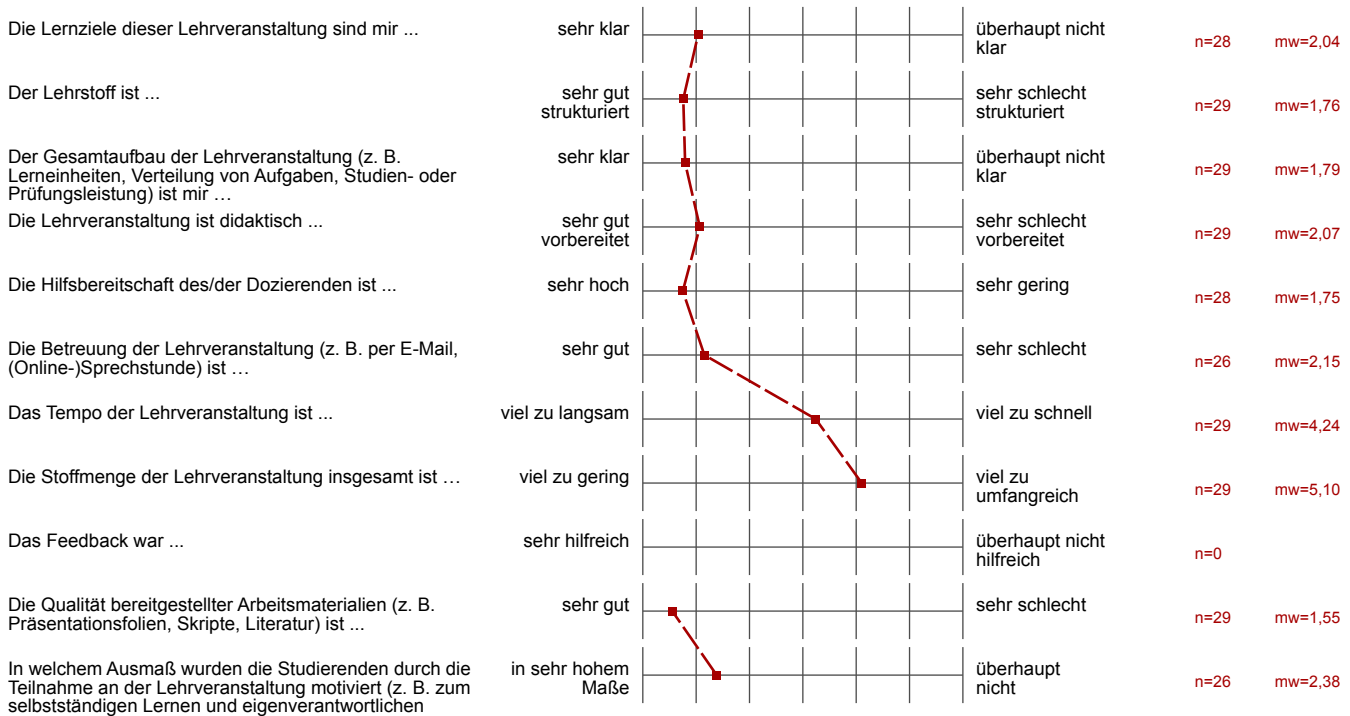 Die Lernziele dieser Lehrveranstaltung sind mir ... sehr klar überhaupt nicht
klar n=28 mw=2,04
Der Lehrstoff ist ... sehr gut
strukturiert sehr schlecht
strukturiert n=29 mw=1,76
Der Gesamtaufbau der Lehrveranstaltung (z. B.
Lerneinheiten, Verteilung von Aufgaben, Studien- oder
Prüfungsleistung) ist mir … sehr klar überhaupt nicht
klar n=29 mw=1,79
Die Lehrveranstaltung ist didaktisch ... sehr gut
vorbereitet sehr schlecht
vorbereitet n=29 mw=2,07
Die Hilfsbereitschaft des/der Dozierenden ist ... sehr hoch sehr gering n=28 mw=1,75
Die Betreuung der Lehrveranstaltung (z. B. per E-Mail,
(Online-)Sprechstunde) ist … sehr gut sehr schlecht n=26 mw=2,15
Das Tempo der Lehrveranstaltung ist ... viel zu langsam viel zu schnell n=29 mw=4,24
Die Stoffmenge der Lehrveranstaltung insgesamt ist … viel zu gering viel zu
umfangreich n=29 mw=5,10
Das Feedback war ... sehr hilfreich überhaupt nicht
hilfreich n=0
Die Qualität bereitgestellter Arbeitsmaterialien (z. B.
Präsentationsfolien, Skripte, Literatur) ist ... sehr gut sehr schlecht n=29 mw=1,55
In welchem Ausmaß wurden die Studierenden durch die
Teilnahme an der Lehrveranstaltung motiviert (z. B. zum
selbstständigen Lernen und eigenverantwortlichen in sehr hohem
Maße überhaupt
nicht n=26 mw=2,38